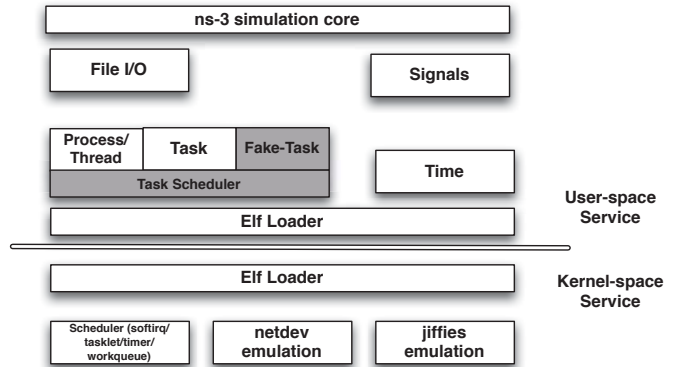 ns-3 simulation core
File I/O
Signals
Process/
Thread
Task
Fake-Task
Task Scheduler
Time
User-space
Service
Elf Loader
Elf Loader
Kernel-space
Service
Scheduler (softirq/
tasklet/timer/
workqueue)
netdev
emulation
jiffies
emulation